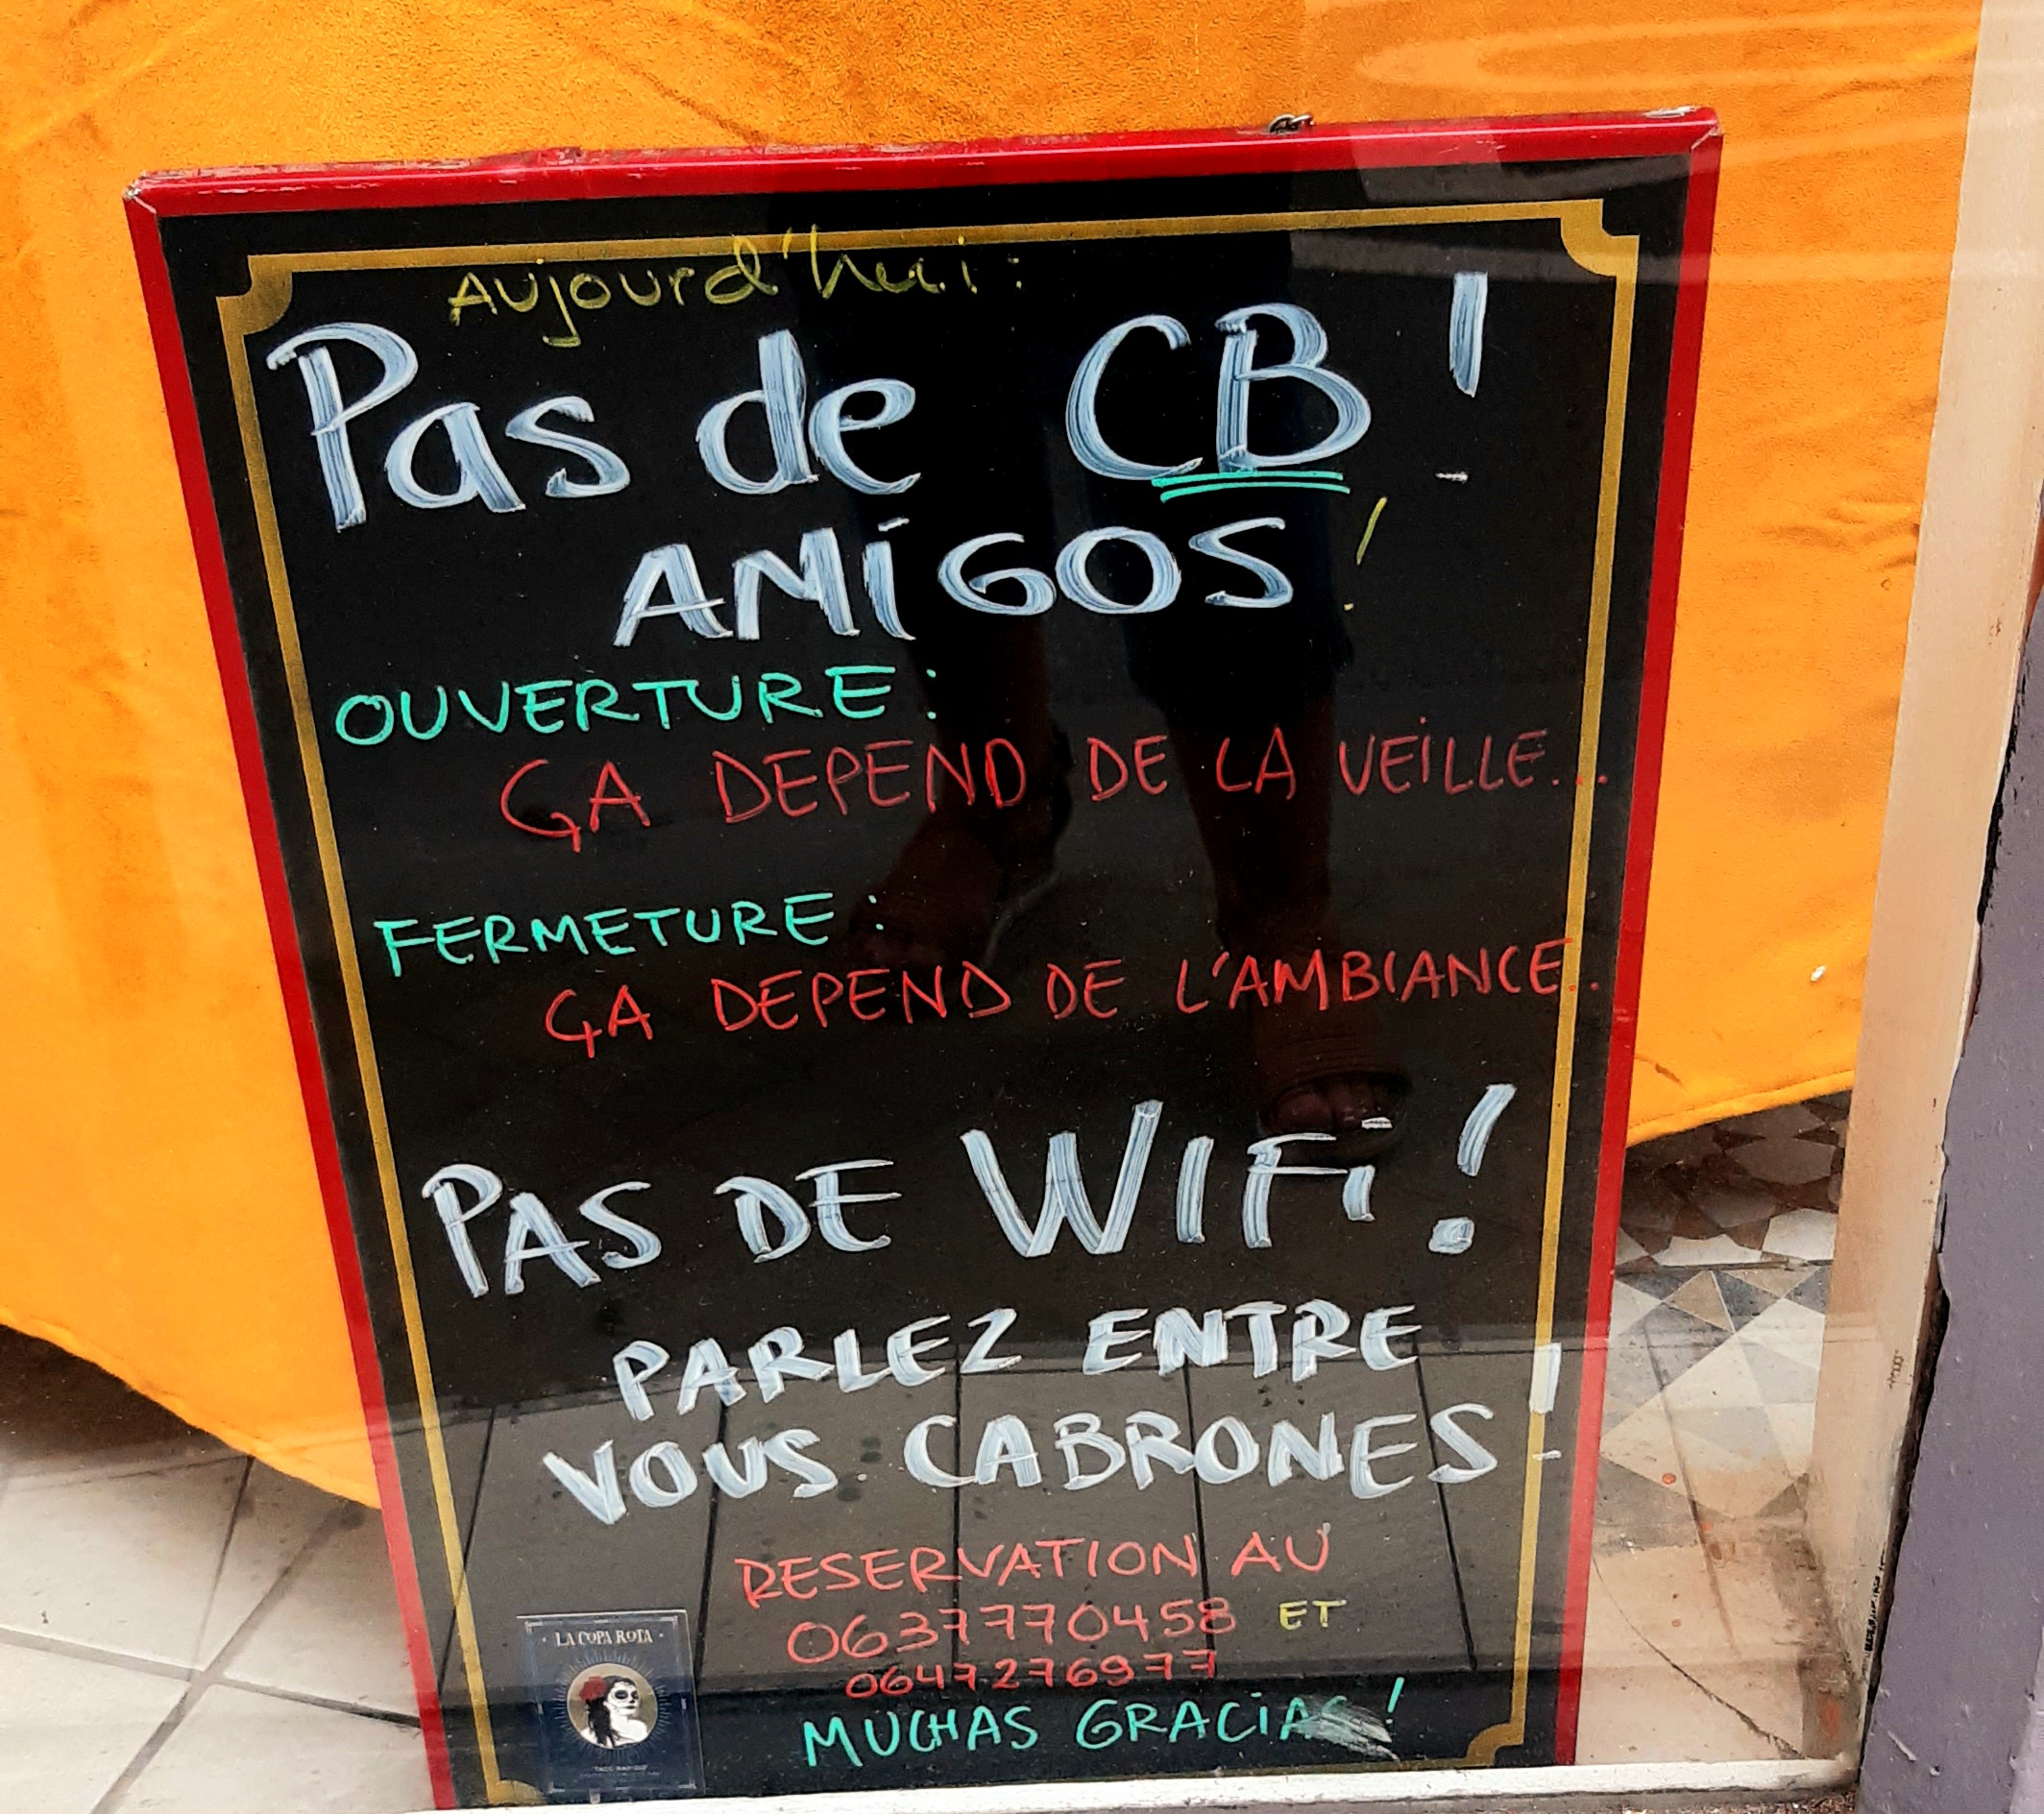 Aujourd'hui :
Pas de CB !
AMIGOS !
OUVERTURE :
ÇA DEPEND DE LA VEILLE...
FERMETURE :
ÇA DEPEND DE L'AMBIANCE..
PAS DE WIFI !
PARLEZ ENTRE
VOUS CABRONES !
RESERVATION AU
0637770458 ET
0647276977
MUCHAS GRACIAS !
· LA COPA ROTA ·